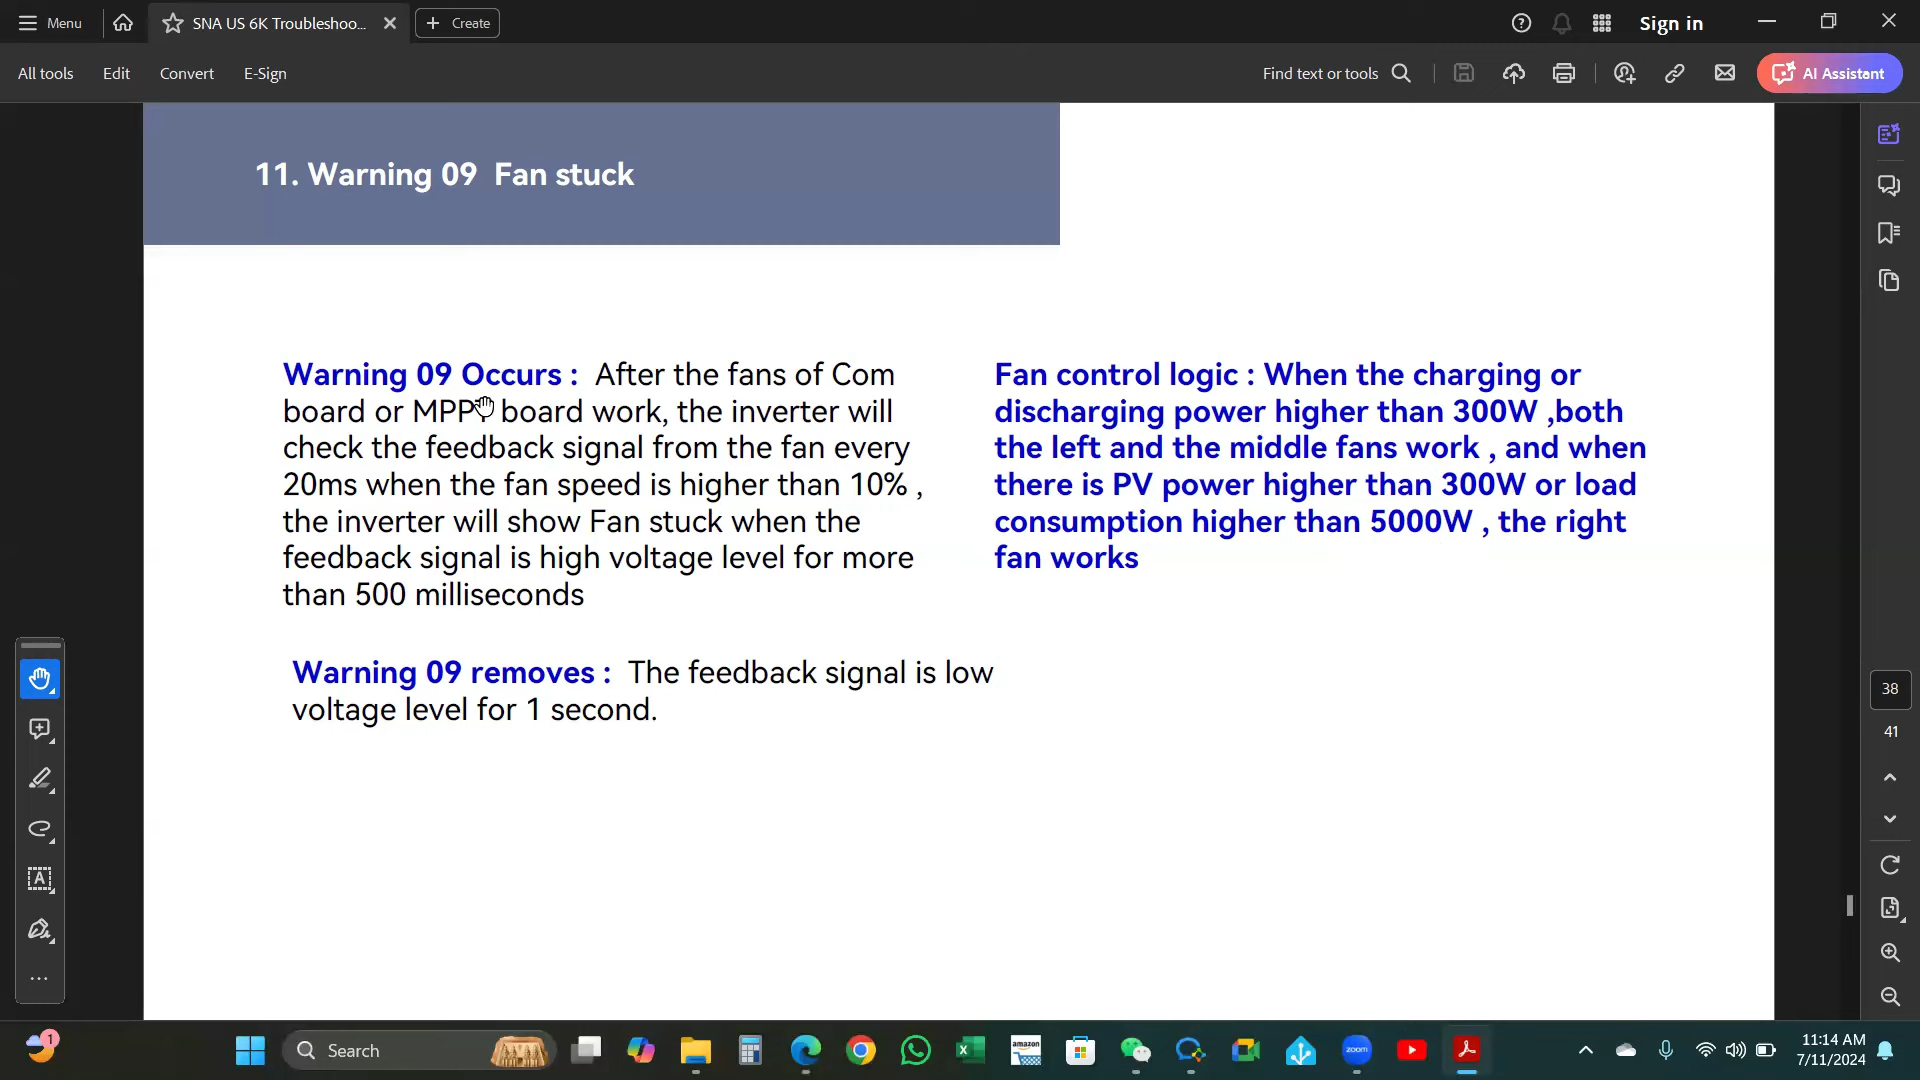 Menu
SNA US 6K Troubleshoo...
Create
Sign in
All tools
Edit
Convert
E-Sign
Find text or tools
AI Assistant
11. Warning 09 Fan stuck
Warning 09 Occurs : After the fans of Com
board or MPP board work, the inverter will
check the feedback signal from the fan every
20ms when the fan speed is higher than 10% ,
the inverter will show Fan stuck when the
feedback signal is high voltage level for more
than 500 milliseconds
Warning 09 removes : The feedback signal is low
voltage level for 1 second.
Fan control logic : When the charging or
discharging power higher than 300W ,both
the left and the middle fans work , and when
there is PV power higher than 300W or load
consumption higher than 5000W , the right
fan works
38
41
1
Search
amazon
zoom
11:14 AM
7/11/2024